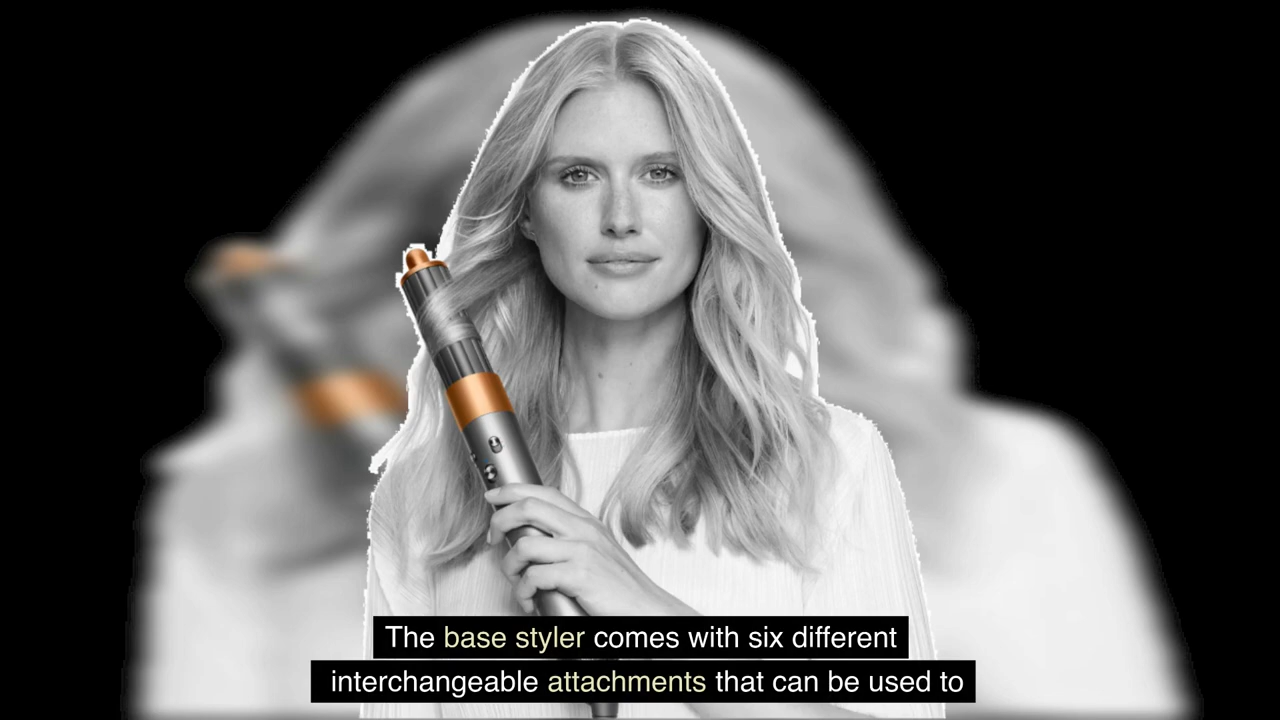 The base styler comes with six different
interchangeable attachments that can be used to